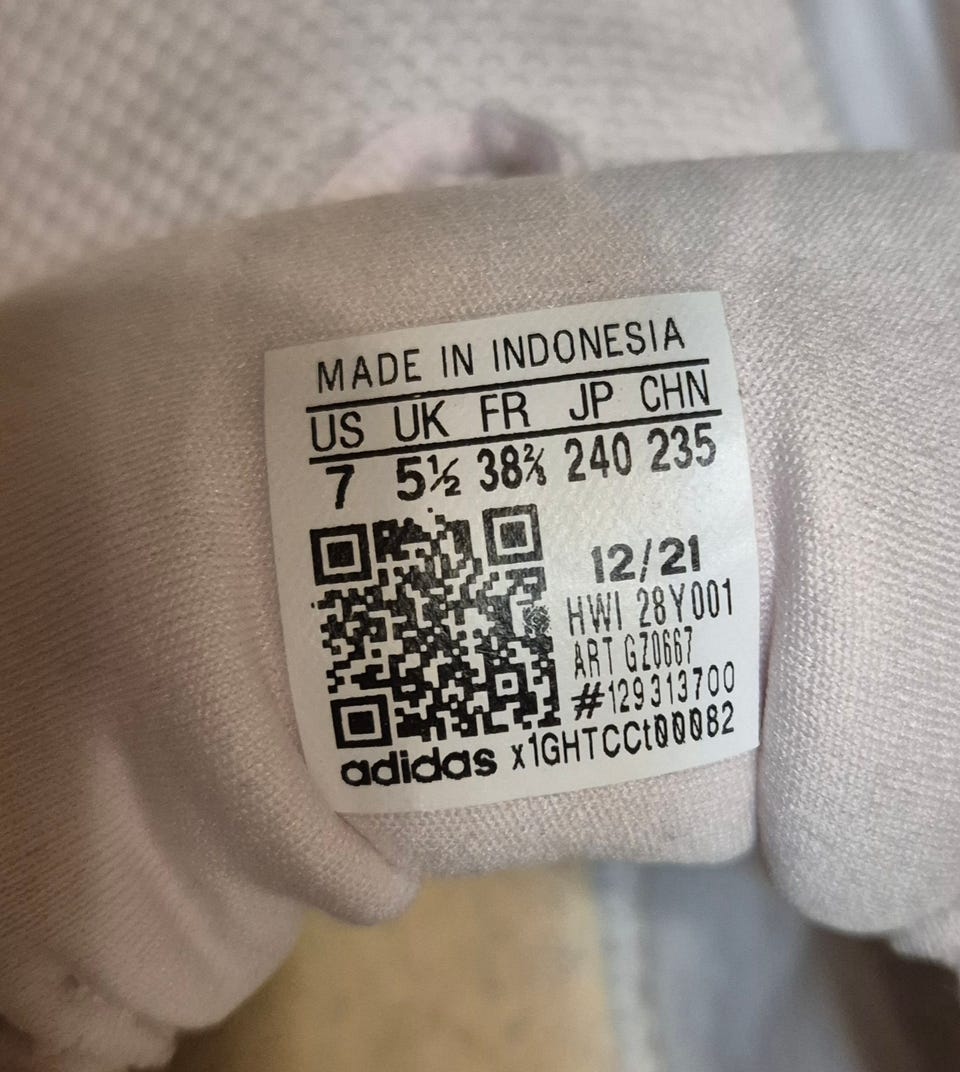 MADE IN INDONESIA
US UK FR JP CHN
7 5½ 38⅔ 240 235
12/21
HWI 28Y001
ART GZ0667
#129313700
adidas x1GHTCCt00082